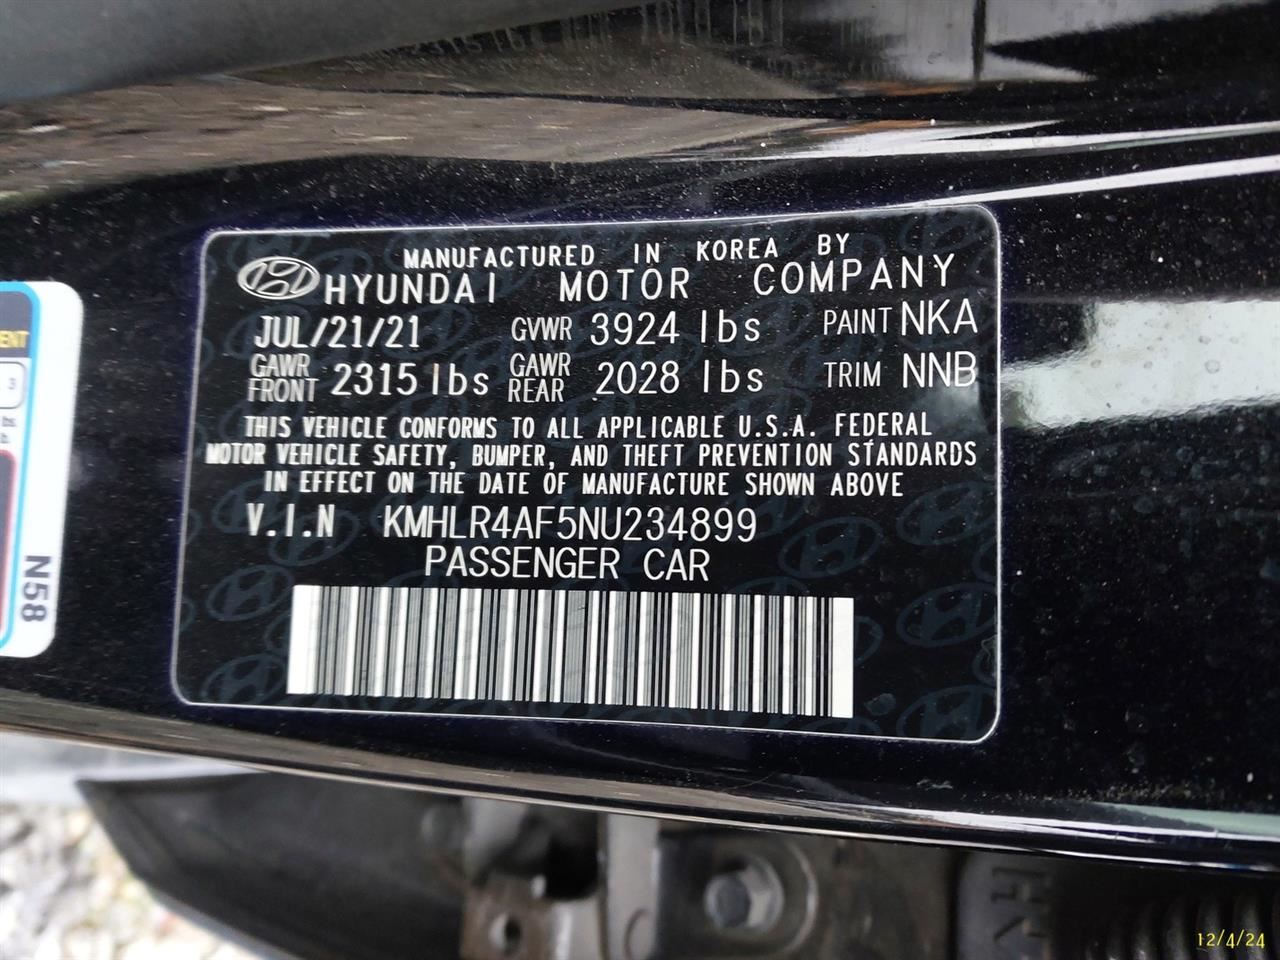 MANUFACTURED IN KOREA BY
HYUNDAI MOTOR COMPANY
JUL/21/21 GVWR 3924 lbs PAINT NKA
GAWR FRONT 2315 lbs GAWR REAR 2028 lbs TRIM NNB
THIS VEHICLE CONFORMS TO ALL APPLICABLE U.S.A. FEDERAL
MOTOR VEHICLE SAFETY, BUMPER, AND THEFT PREVENTION STANDARDS
IN EFFECT ON THE DATE OF MANUFACTURE SHOWN ABOVE
V.I.N KMHLR4AF5NU234899
PASSENGER CAR
N58
12/4/24